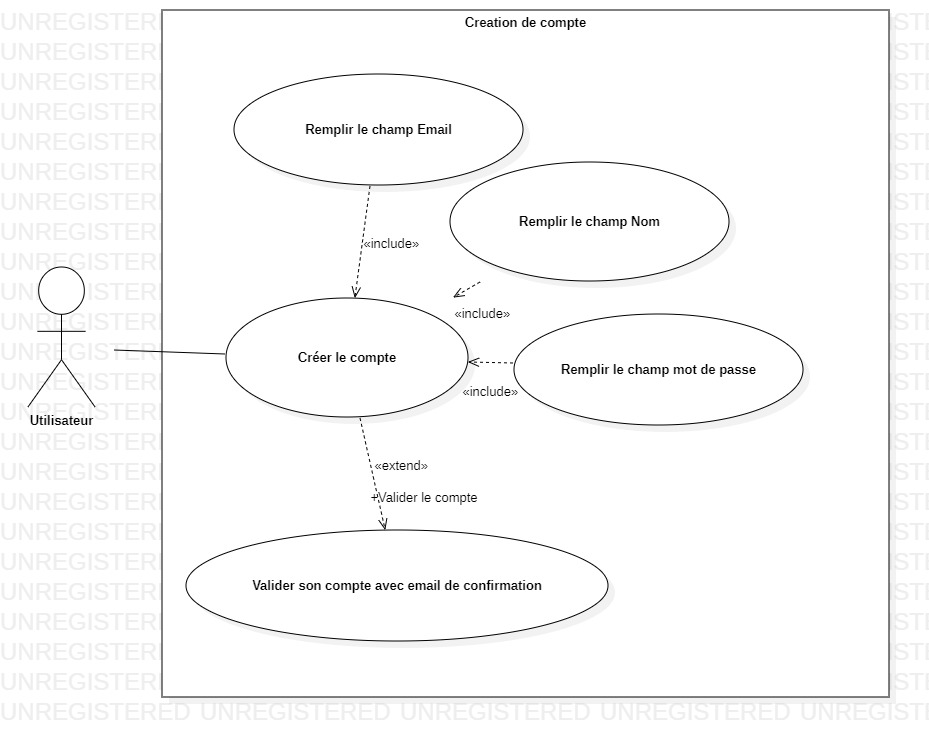 Creation de compte
Remplir le champ Email
Remplir le champ Nom
«include»
«include»
Créer le compte
Remplir le champ mot de passe
«include»
Utilisateur
«extend»
+Valider le compte
Valider son compte avec email de confirmation
UNREGISTERED UNREGISTERED UNREGISTERED UNREGISTERED UNREGISTE